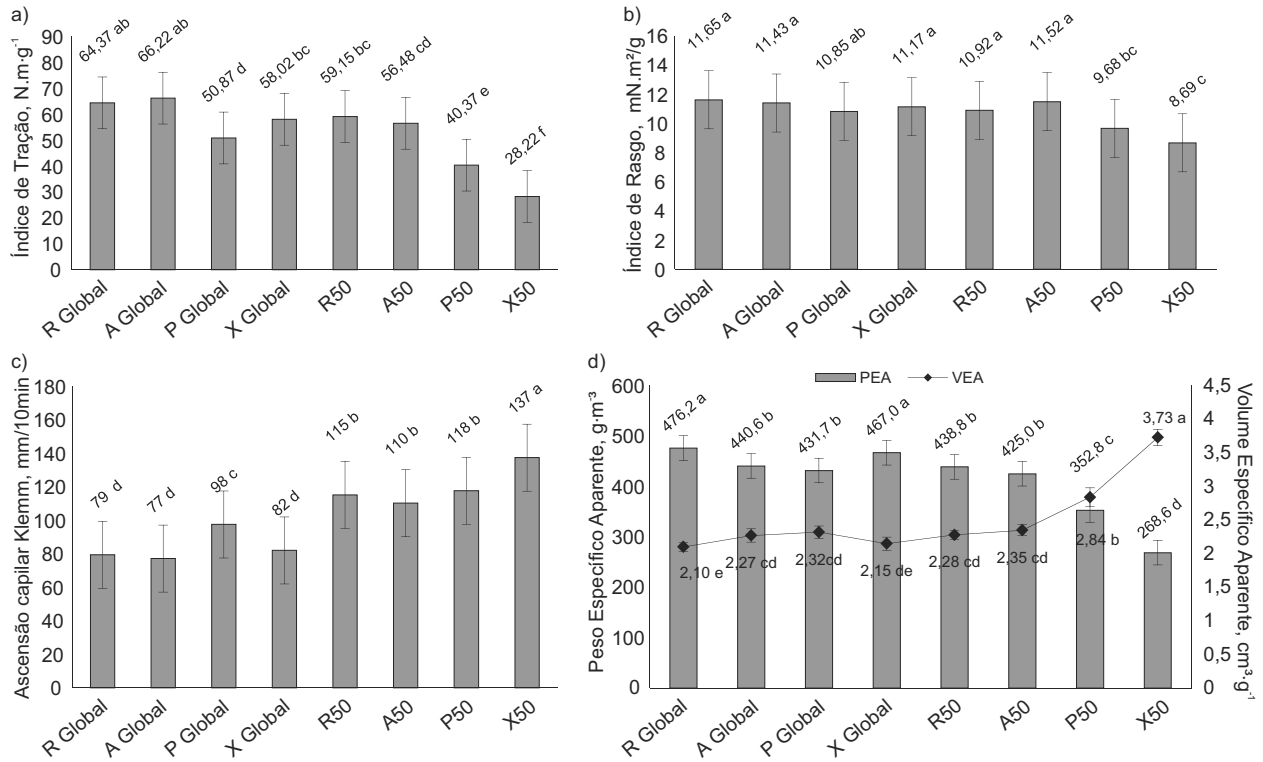 a)
Índice de Tração, N.m·g⁻¹
90
80
70
60
50
40
30
20
10
0
64,37 ab
66,22 ab
50,87 d
58,02 bc
59,15 bc
56,48 cd
40,37 e
28,22 f
R Global
A Global
P Global
X Global
R50
A50
P50
X50
b)
Índice de Rasgo, mN.m²/g
16
14
12
10
8
6
4
2
0
11,65 a
11,43 a
10,85 ab
11,17 a
10,92 a
11,52 a
9,68 bc
8,69 c
R Global
A Global
P Global
X Global
R50
A50
P50
X50
c)
Ascensão capilar Klemm, mm/10min
180
160
140
120
100
80
60
40
20
0
79 d
77 d
98 c
82 d
115 b
110 b
118 b
137 a
R Global
A Global
P Global
X Global
R50
A50
P50
X50
d)
PEA
VEA
Peso Específico Aparente, g·m⁻³
600
500
400
300
200
100
0
476,2 a
440,6 b
431,7 b
467,0 a
438,8 b
425,0 b
352,8 c
268,6 d
2,10 e
2,27 cd
2,32cd
2,15 de
2,28 cd
2,35 cd
2,84 b
3,73 a
4,5
4
3,5
3
2,5
2
1,5
1
0,5
0
Volume Específico Aparente, cm³·g⁻¹
R Global
A Global
P Global
X Global
R50
A50
P50
X50